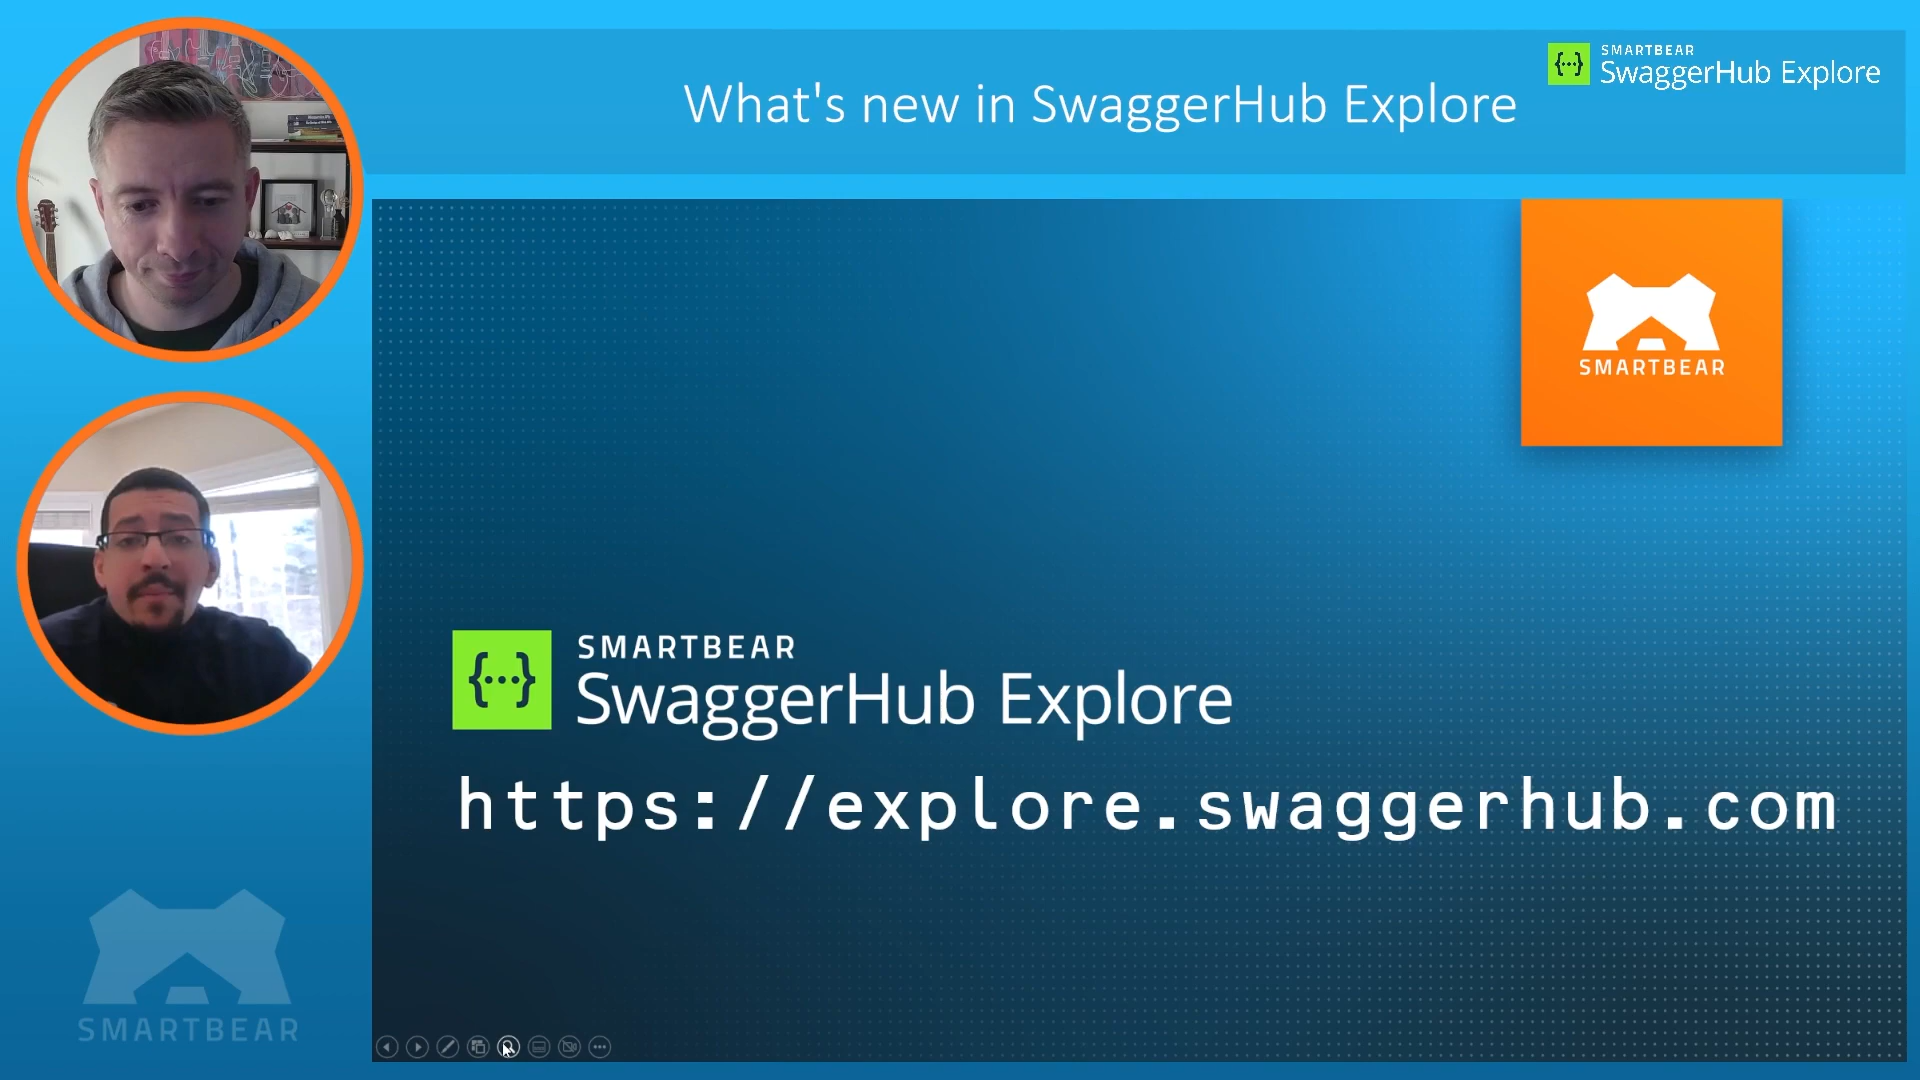 What's new in SwaggerHub Explore
SMARTBEAR
SwaggerHub Explore
SMARTBEAR
{···} SMARTBEAR
SwaggerHub Explore
https://explore.swaggerhub.com
SMARTBEAR